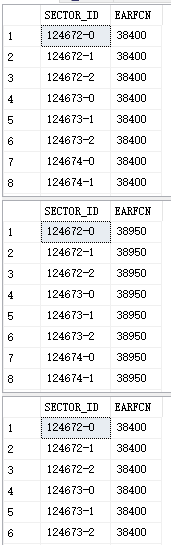 SECTOR_ID EARFCN
1 124672-0 38400
2 124672-1 38400
3 124672-2 38400
4 124673-0 38400
5 124673-1 38400
6 124673-2 38400
7 124674-0 38400
8 124674-1 38400
SECTOR_ID EARFCN
1 124672-0 38950
2 124672-1 38950
3 124672-2 38950
4 124673-0 38950
5 124673-1 38950
6 124673-2 38950
7 124674-0 38950
8 124674-1 38950
SECTOR_ID EARFCN
1 124672-0 38400
2 124672-1 38400
3 124672-2 38400
4 124673-0 38400
5 124673-1 38400
6 124673-2 38400